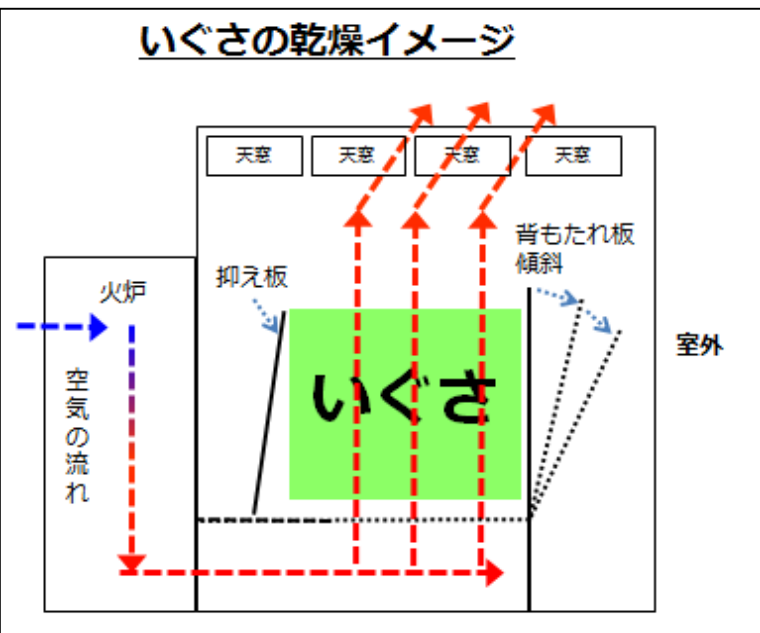 いぐさの乾燥イメージ
天窓 天窓 天窓 天窓
背もたれ板
傾斜
抑え板
火炉
室外
いぐさ
空気の流れ